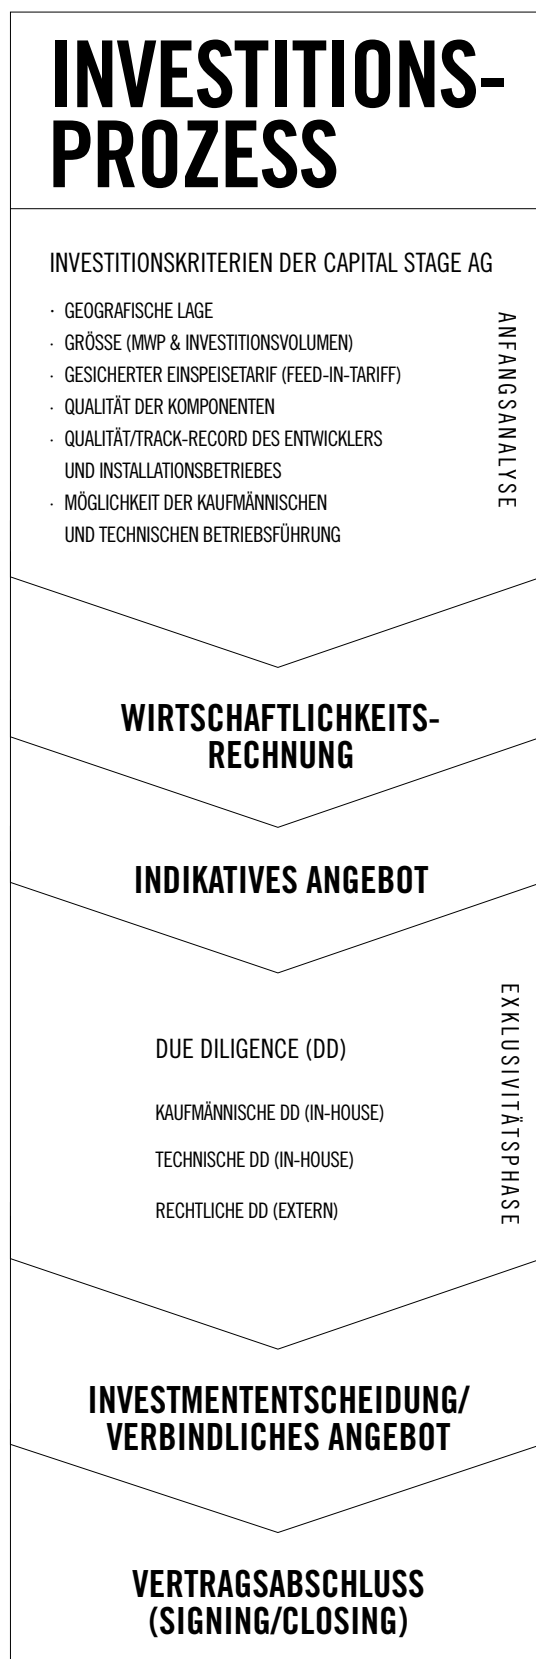 INVESTITIONS-
PROZESS
INVESTITIONSKRITERIEN DER CAPITAL STAGE AG
· GEOGRAFISCHE LAGE
· GRÖSSE (MWP & INVESTITIONSVOLUMEN)
· GESICHERTER EINSPEISETARIF (FEED-IN-TARIFF)
· QUALITÄT DER KOMPONENTEN
· QUALITÄT/TRACK-RECORD DES ENTWICKLERS
UND INSTALLATIONSBETRIEBES
· MÖGLICHKEIT DER KAUFMÄNNISCHEN
UND TECHNISCHEN BETRIEBSFÜHRUNG
ANFANGSANALYSE
WIRTSCHAFTLICHKEITS-
RECHNUNG
INDIKATIVES ANGEBOT
DUE DILIGENCE (DD)
KAUFMÄNNISCHE DD (IN-HOUSE)
TECHNISCHE DD (IN-HOUSE)
RECHTLICHE DD (EXTERN)
EXKLUSIVITÄTSPHASE
INVESTMENTENTSCHEIDUNG/
VERBINDLICHES ANGEBOT
VERTRAGSABSCHLUSS
(SIGNING/CLOSING)